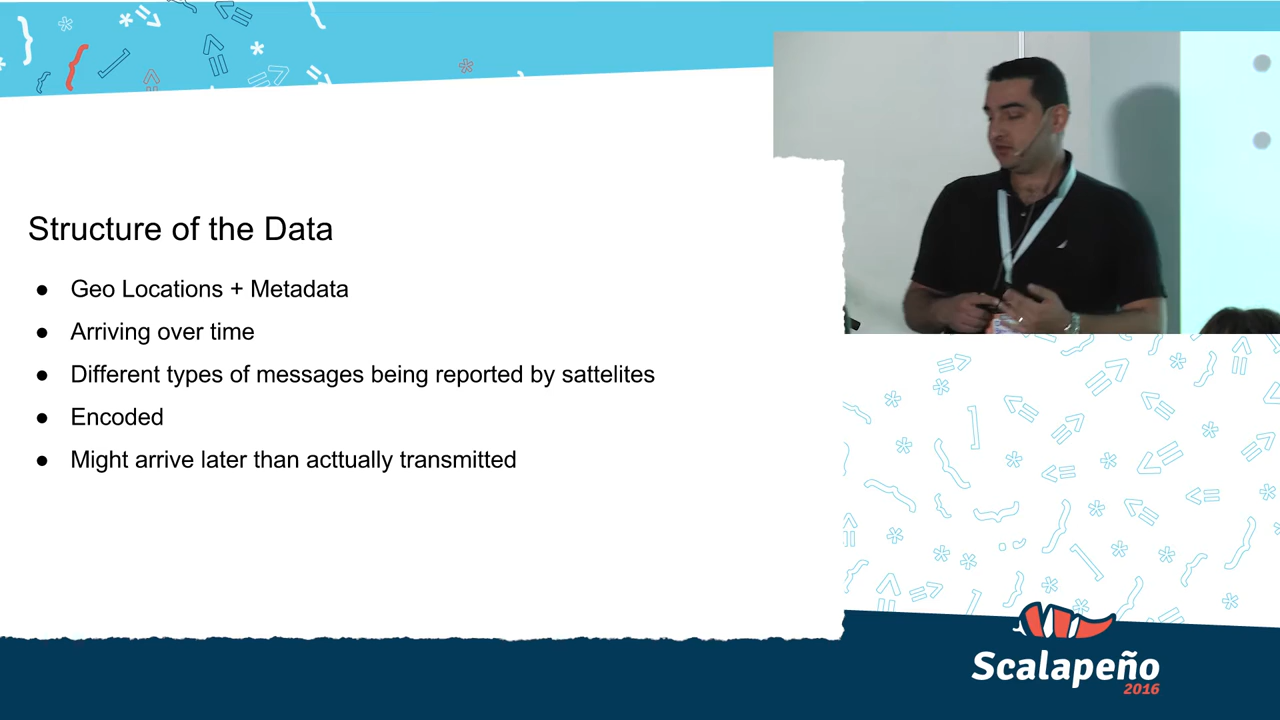 Structure of the Data
● Geo Locations + Metadata
● Arriving over time
● Different types of messages being reported by sattelites
● Encoded
● Might arrive later than acttually transmitted
Scalapeño
2016